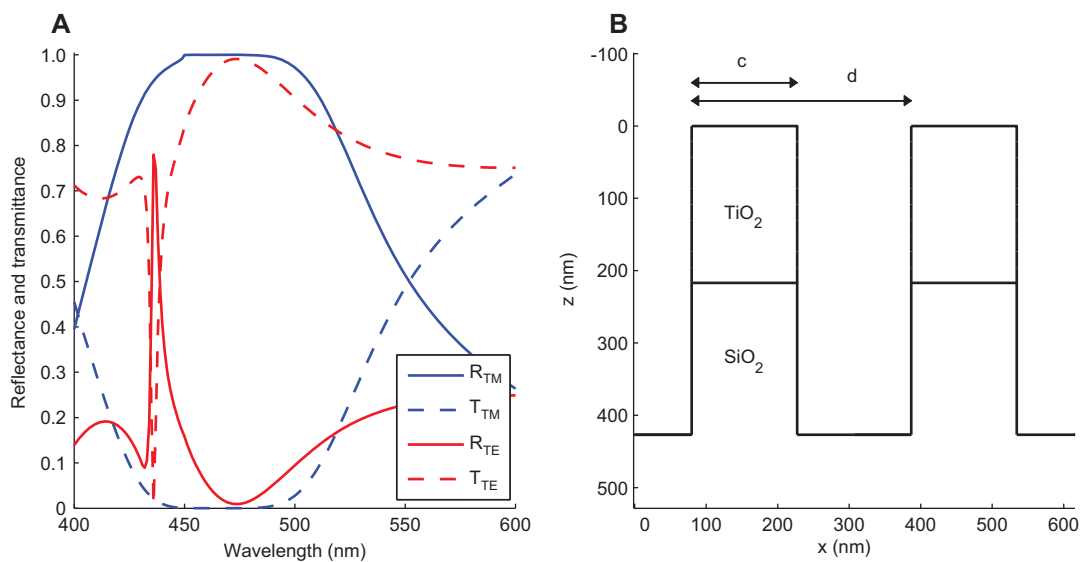 A
1.0
0.9
0.8
0.7
0.6
0.5
0.4
0.3
0.2
0.1
0
400
450
500
550
600
Reflectance and transmittance
Wavelength (nm)
R_TM
T_TM
R_TE
T_TE
B
-100
0
100
200
300
400
500
z (nm)
c
d
TiO₂
SiO₂
0
100
200
300
400
500
600
x (nm)